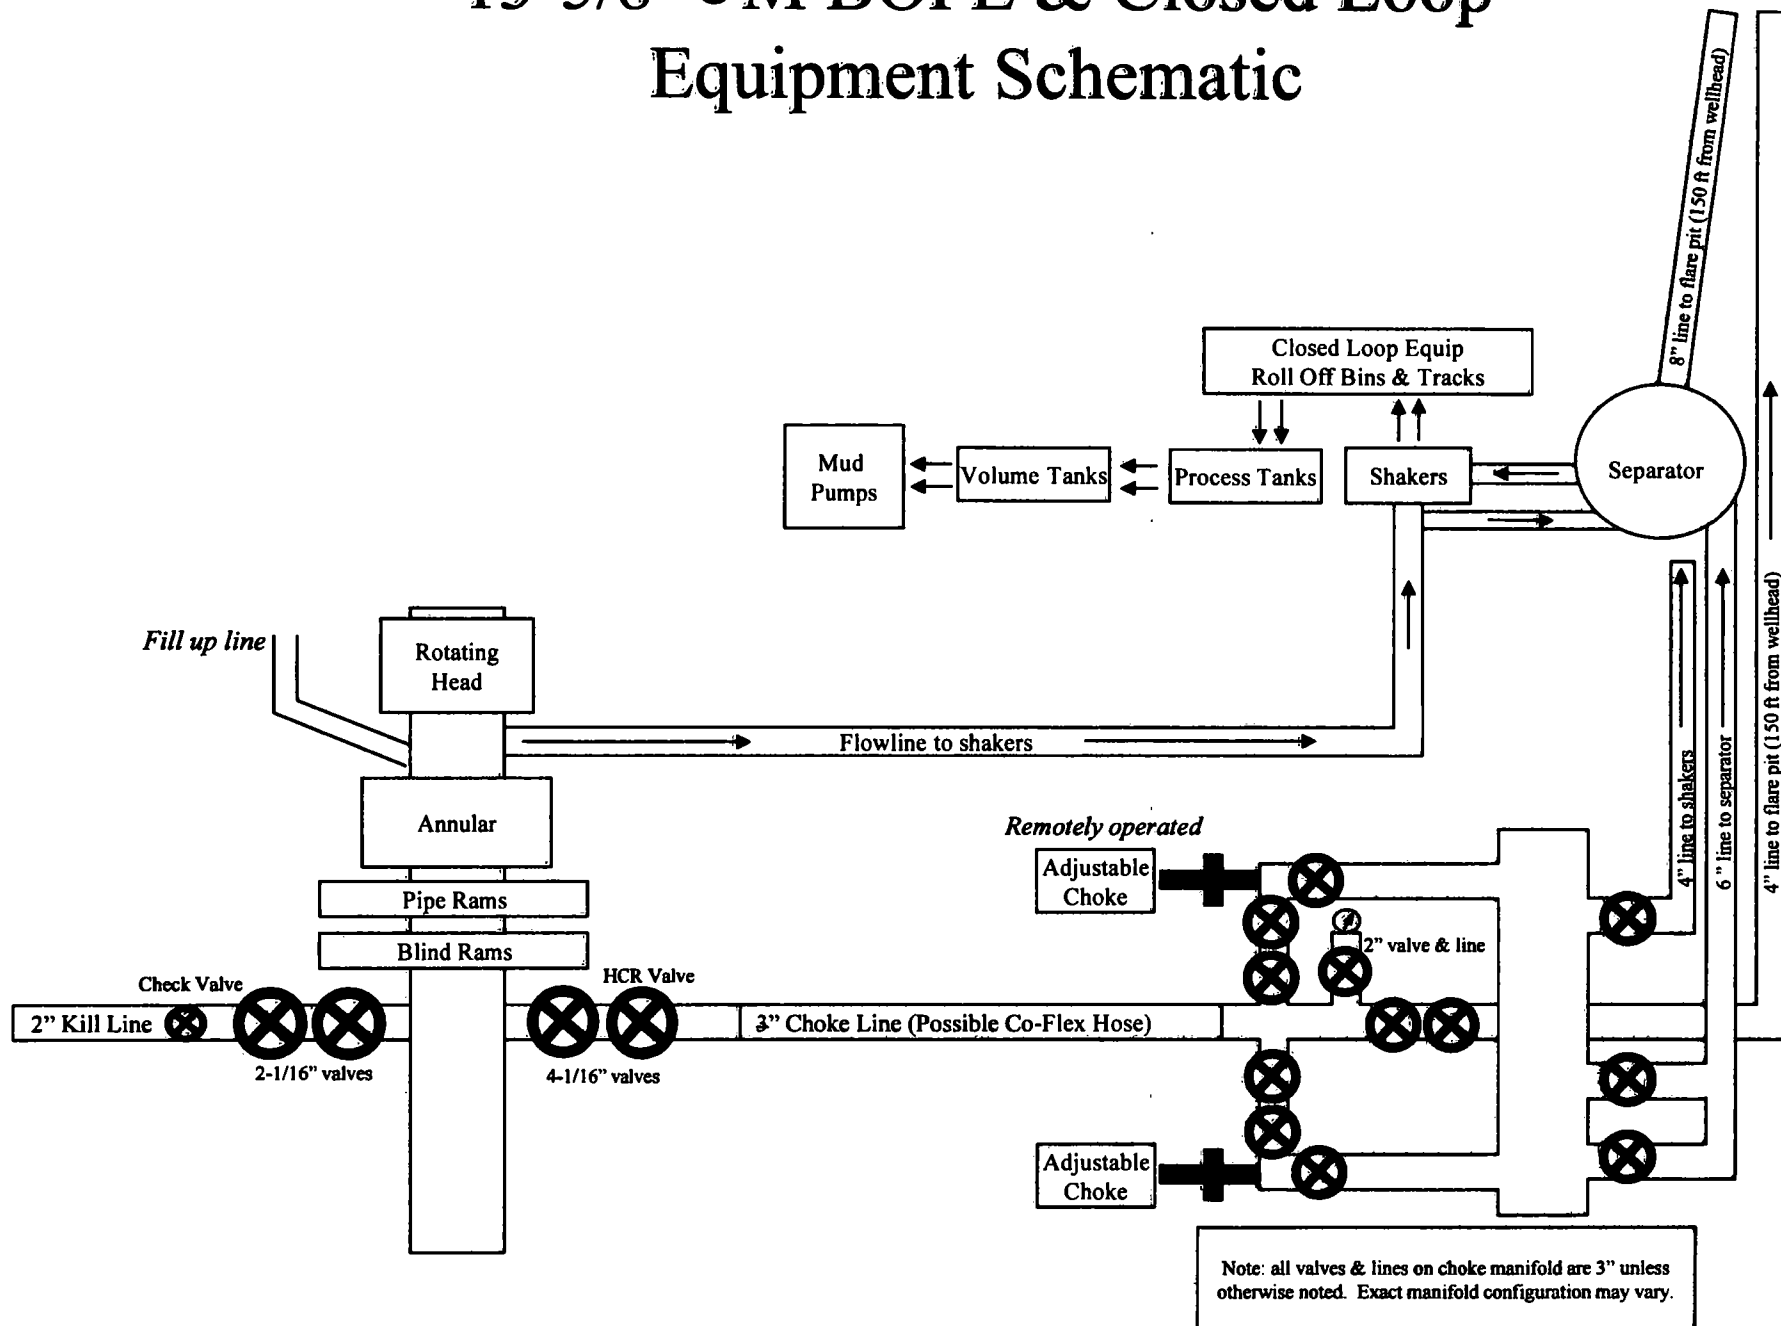 & Closed Loop
Equipment Schematic
8” line to flare pit (150 ft from wellhead)
Closed Loop Equip
Roll Off Bins & Tracks
Mud
Pumps
Volume Tanks
Process Tanks
Shakers
Separator
Fill up line
Rotating
Head
Flowline to shakers
4” line to shakers
6” line to separator
4” line to flare pit (150 ft from wellhead)
Annular
Remotely operated
Adjustable
Choke
Pipe Rams
Blind Rams
2” valve & line
Check Valve
HCR Valve
2” Kill Line
3” Choke Line (Possible Co-Flex Hose)
2-1/16” valves
4-1/16” valves
Adjustable
Choke
Note: all valves & lines on choke manifold are 3” unless
otherwise noted. Exact manifold configuration may vary.